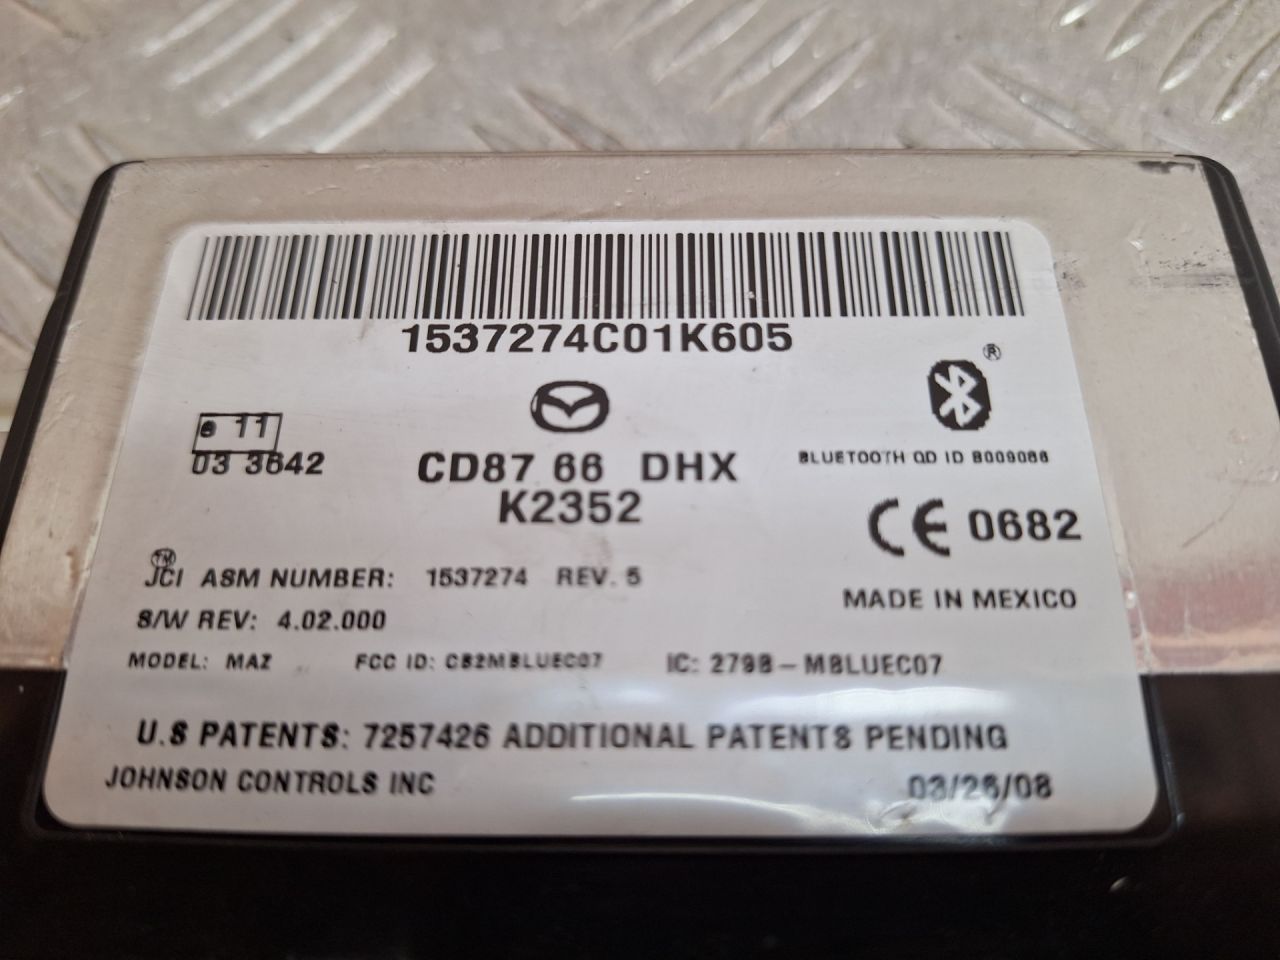 1537274C01K605
®
e 11
03 3642
CD87 66 DHX
K2352
BLUETOOTH QD ID B009086
CE 0682
TM
JCI ASM NUMBER: 1537274 REV. 5
MADE IN MEXICO
S/W REV: 4.02.000
MODEL: MAZ FCC ID: CB2MBLUEC07 IC: 279B-MBLUEC07
U.S PATENTS: 7257426 ADDITIONAL PATENTS PENDING
JOHNSON CONTROLS INC 03/26/08